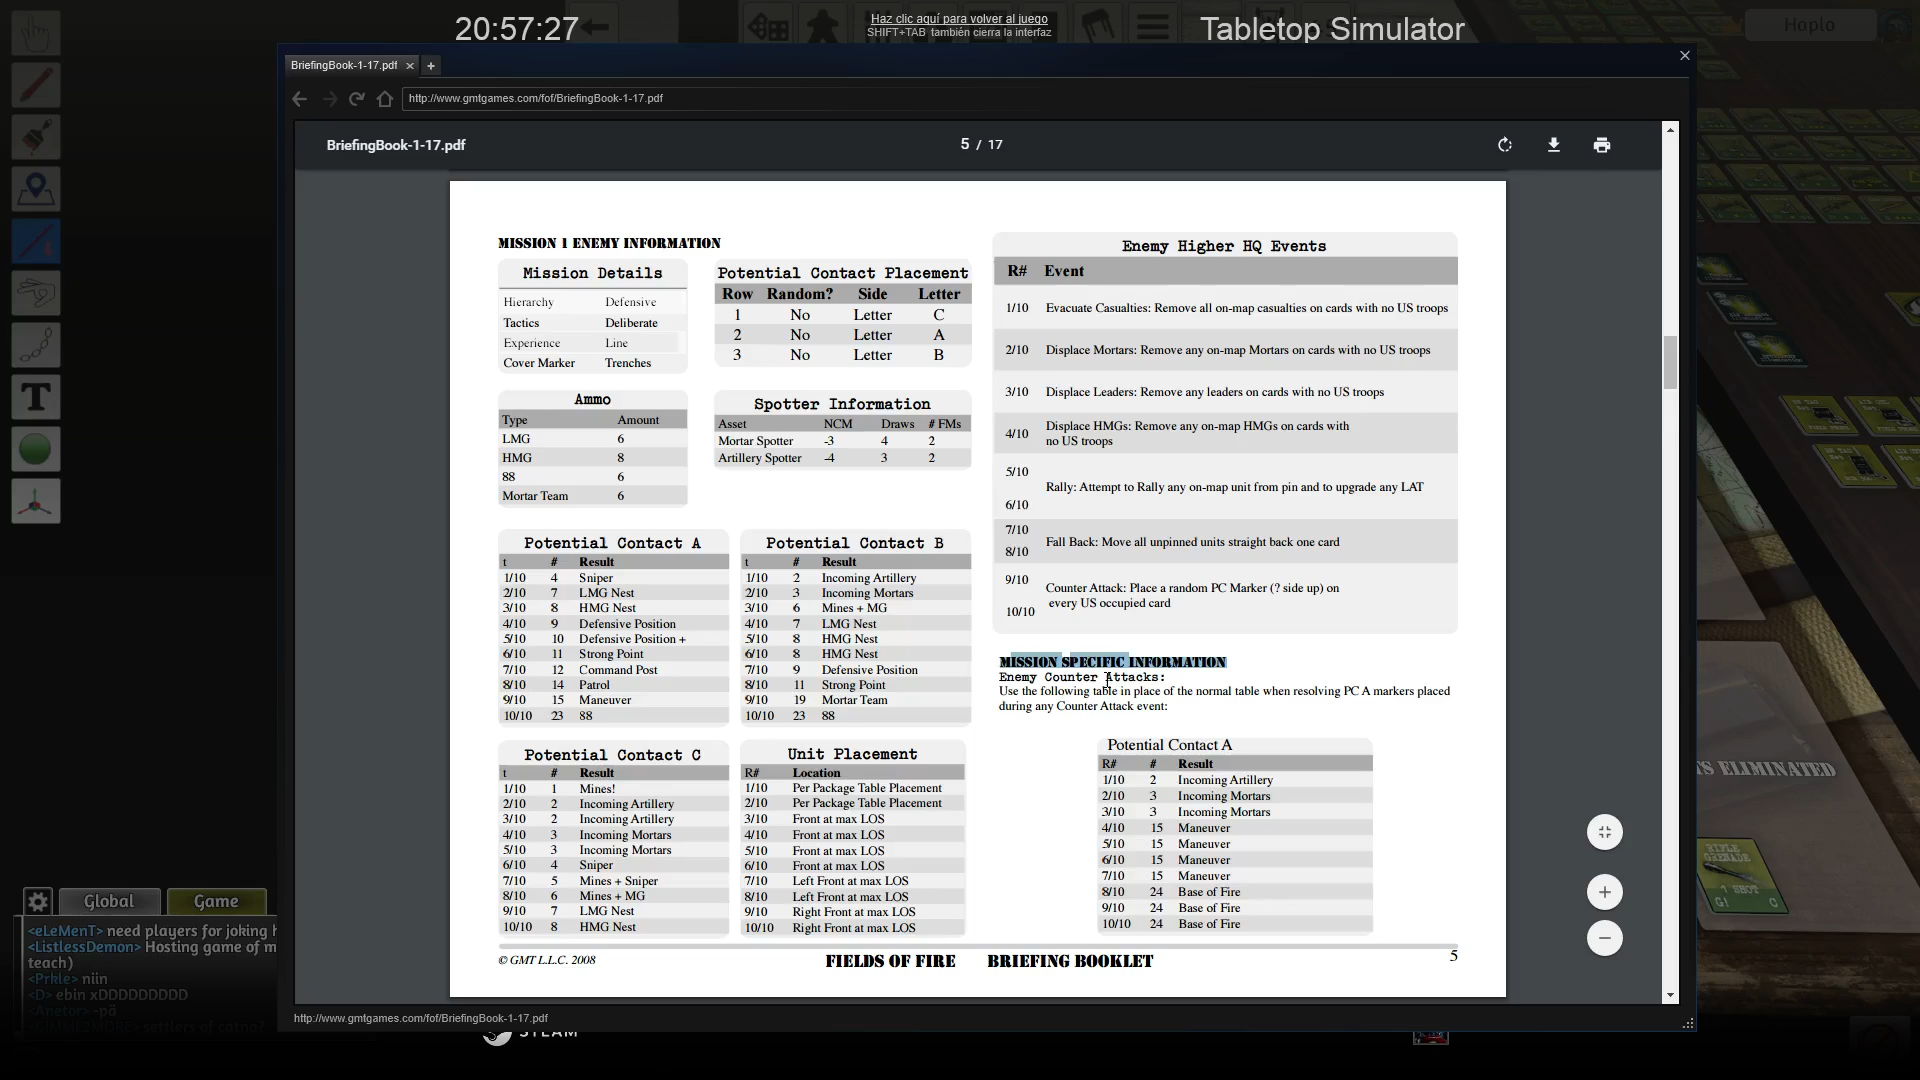 20:57:27
Haz clic aquí para volver al juego
SHIFT+TAB también cierra la interfaz
Tabletop Simulator
Haplo
BriefingBook-1-17.pdf
http://www.gmtgames.com/fof/BriefingBook-1-17.pdf
BriefingBook-1-17.pdf
5 / 17
MISSION 1 ENEMY INFORMATION
Mission Details
Hierarchy Defensive
Tactics Deliberate
Experience Line
Cover Marker Trenches
Potential Contact Placement
Row Random? Side Letter
1 No Letter C
2 No Letter A
3 No Letter B
Ammo
Type Amount
LMG 6
HMG 8
88 6
Mortar Team 6
Spotter Information
Asset NCM Draws # FMs
Mortar Spotter -3 4 2
Artillery Spotter -4 3 2
Potential Contact A
t # Result
1/10 4 Sniper
2/10 7 LMG Nest
3/10 8 HMG Nest
4/10 9 Defensive Position
5/10 10 Defensive Position +
6/10 11 Strong Point
7/10 12 Command Post
8/10 14 Patrol
9/10 15 Maneuver
10/10 23 88
Potential Contact B
t # Result
1/10 2 Incoming Artillery
2/10 3 Incoming Mortars
3/10 6 Mines + MG
4/10 7 LMG Nest
5/10 8 HMG Nest
6/10 8 HMG Nest
7/10 9 Defensive Position
8/10 11 Strong Point
9/10 19 Mortar Team
10/10 23 88
Potential Contact C
t # Result
1/10 1 Mines!
2/10 2 Incoming Artillery
3/10 2 Incoming Artillery
4/10 3 Incoming Mortars
5/10 3 Incoming Mortars
6/10 4 Sniper
7/10 5 Mines + Sniper
8/10 6 Mines + MG
9/10 7 LMG Nest
10/10 8 HMG Nest
Unit Placement
R# Location
1/10 Per Package Table Placement
2/10 Per Package Table Placement
3/10 Front at max LOS
4/10 Front at max LOS
5/10 Front at max LOS
6/10 Front at max LOS
7/10 Left Front at max LOS
8/10 Left Front at max LOS
9/10 Right Front at max LOS
10/10 Right Front at max LOS
Enemy Higher HQ Events
R# Event
1/10 Evacuate Casualties: Remove all on-map casualties on cards with no US troops
2/10 Displace Mortars: Remove any on-map Mortars on cards with no US troops
3/10 Displace Leaders: Remove any leaders on cards with no US troops
4/10 Displace HMGs: Remove any on-map HMGs on cards with
no US troops
5/10
Rally: Attempt to Rally any on-map unit from pin and to upgrade any LAT
6/10
7/10
Fall Back: Move all unpinned units straight back one card
8/10
9/10
Counter Attack: Place a random PC Marker (? side up) on
every US occupied card
10/10
MISSION SPECIFIC INFORMATION
Enemy Counter Attacks:
Use the following table in place of the normal table when resolving PC A markers placed
during any Counter Attack event:
Potential Contact A
R# # Result
1/10 2 Incoming Artillery
2/10 3 Incoming Mortars
3/10 3 Incoming Mortars
4/10 15 Maneuver
5/10 15 Maneuver
6/10 15 Maneuver
7/10 15 Maneuver
8/10 24 Base of Fire
9/10 24 Base of Fire
10/10 24 Base of Fire
© GMT L.L.C. 2008
FIELDS OF FIRE BRIEFING BOOKLET
5
http://www.gmtgames.com/fof/BriefingBook-1-17.pdf
STEAM
T
Global
Game
<eLeMenT> need players for joking h
<ListlessDemon> Hosting game of m
teach)
<Prkle> niin
<D> ebin xDDDDDDDDD
<Anetor> -pä
TS ELIMINATED
RIFLE
GRENADE
1 SHOT
G!